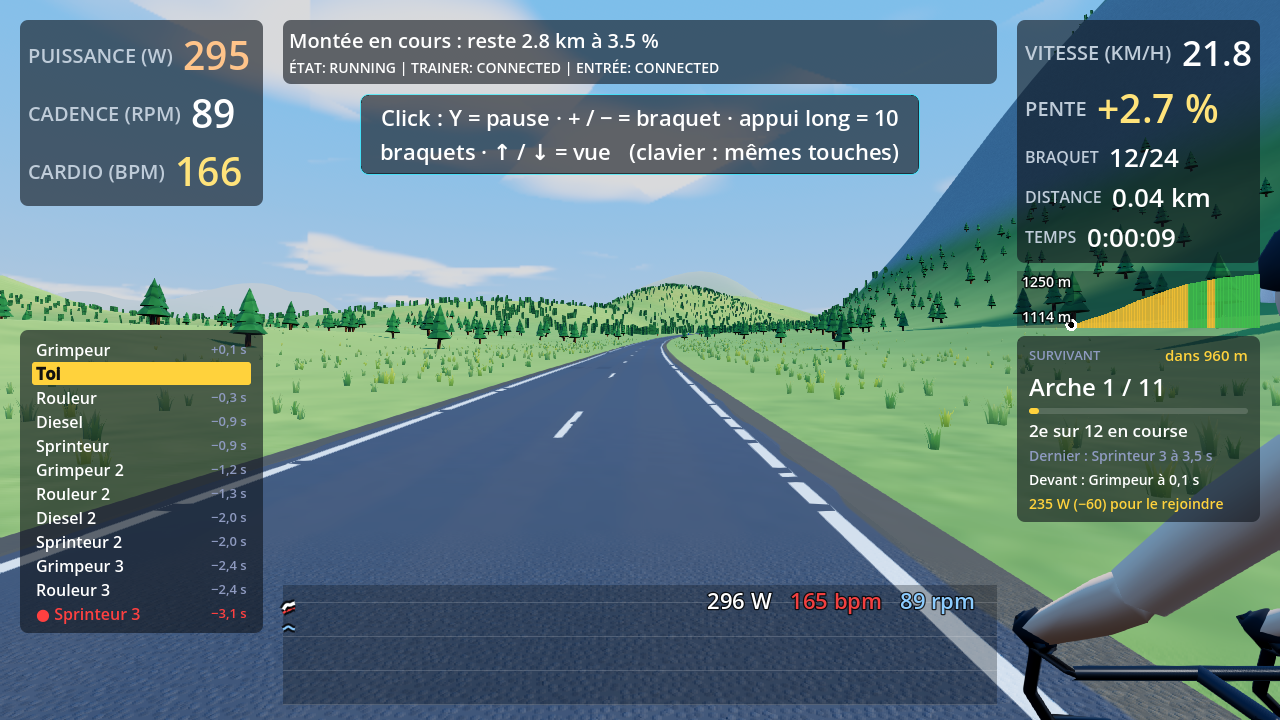 PUISSANCE (W) 295
CADENCE (RPM) 89
CARDIO (BPM) 166
Montée en cours : reste 2.8 km à 3.5 %
ÉTAT: RUNNING | TRAINER: CONNECTED | ENTRÉE: CONNECTED
Click : Y = pause · + / − = braquet · appui long = 10
braquets · ↑ / ↓ = vue (clavier : mêmes touches)
VITESSE (KM/H) 21.8
PENTE +2.7 %
BRAQUET 12/24
DISTANCE 0.04 km
TEMPS 0:00:09
1250 m
1114 m
SURVIVANT dans 960 m
Arche 1 / 11
2e sur 12 en course
Dernier : Sprinteur 3 à 3,5 s
Devant : Grimpeur à 0,1 s
235 W (−60) pour le rejoindre
Grimpeur +0,1 s
Toi
Rouleur −0,3 s
Diesel −0,9 s
Sprinteur −0,9 s
Grimpeur 2 −1,2 s
Rouleur 2 −1,3 s
Diesel 2 −2,0 s
Sprinteur 2 −2,0 s
Grimpeur 3 −2,4 s
Rouleur 3 −2,4 s
Sprinteur 3 −3,1 s
296 W 165 bpm 89 rpm